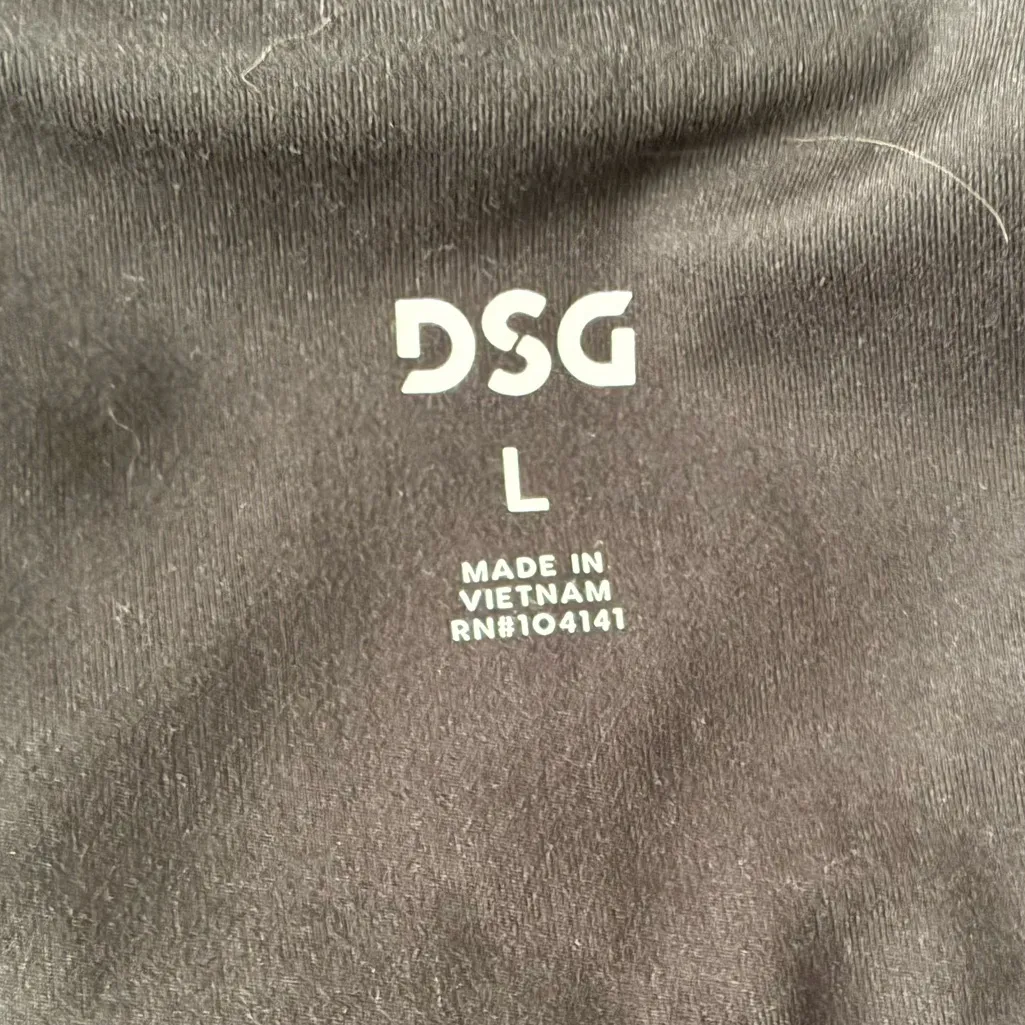 DSG
L
MADE IN
VIETNAM
RN#104141